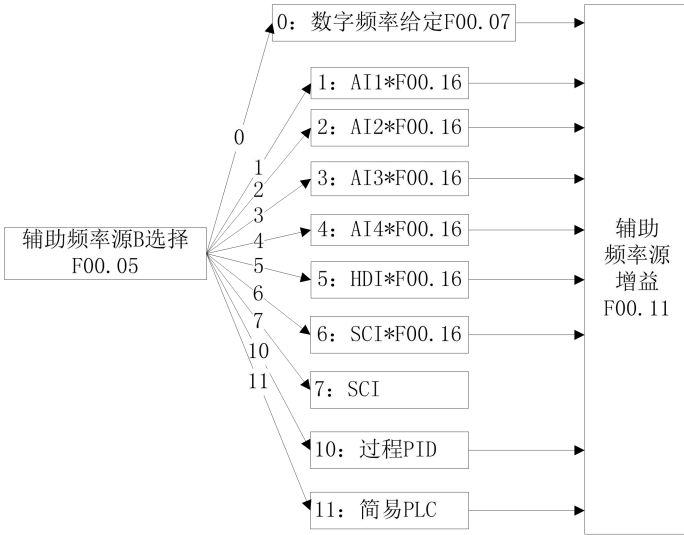 0：数字频率给定F00.07
1：AI1*F00.16
2：AI2*F00.16
3：AI3*F00.16
4：AI4*F00.16
5：HDI*F00.16
6：SCI*F00.16
7：SCI
10：过程PID
11：简易PLC
0
1
2
3
4
5
6
7
10
11
辅助频率源B选择
F00.05
辅助
频率源
增益
F00.11